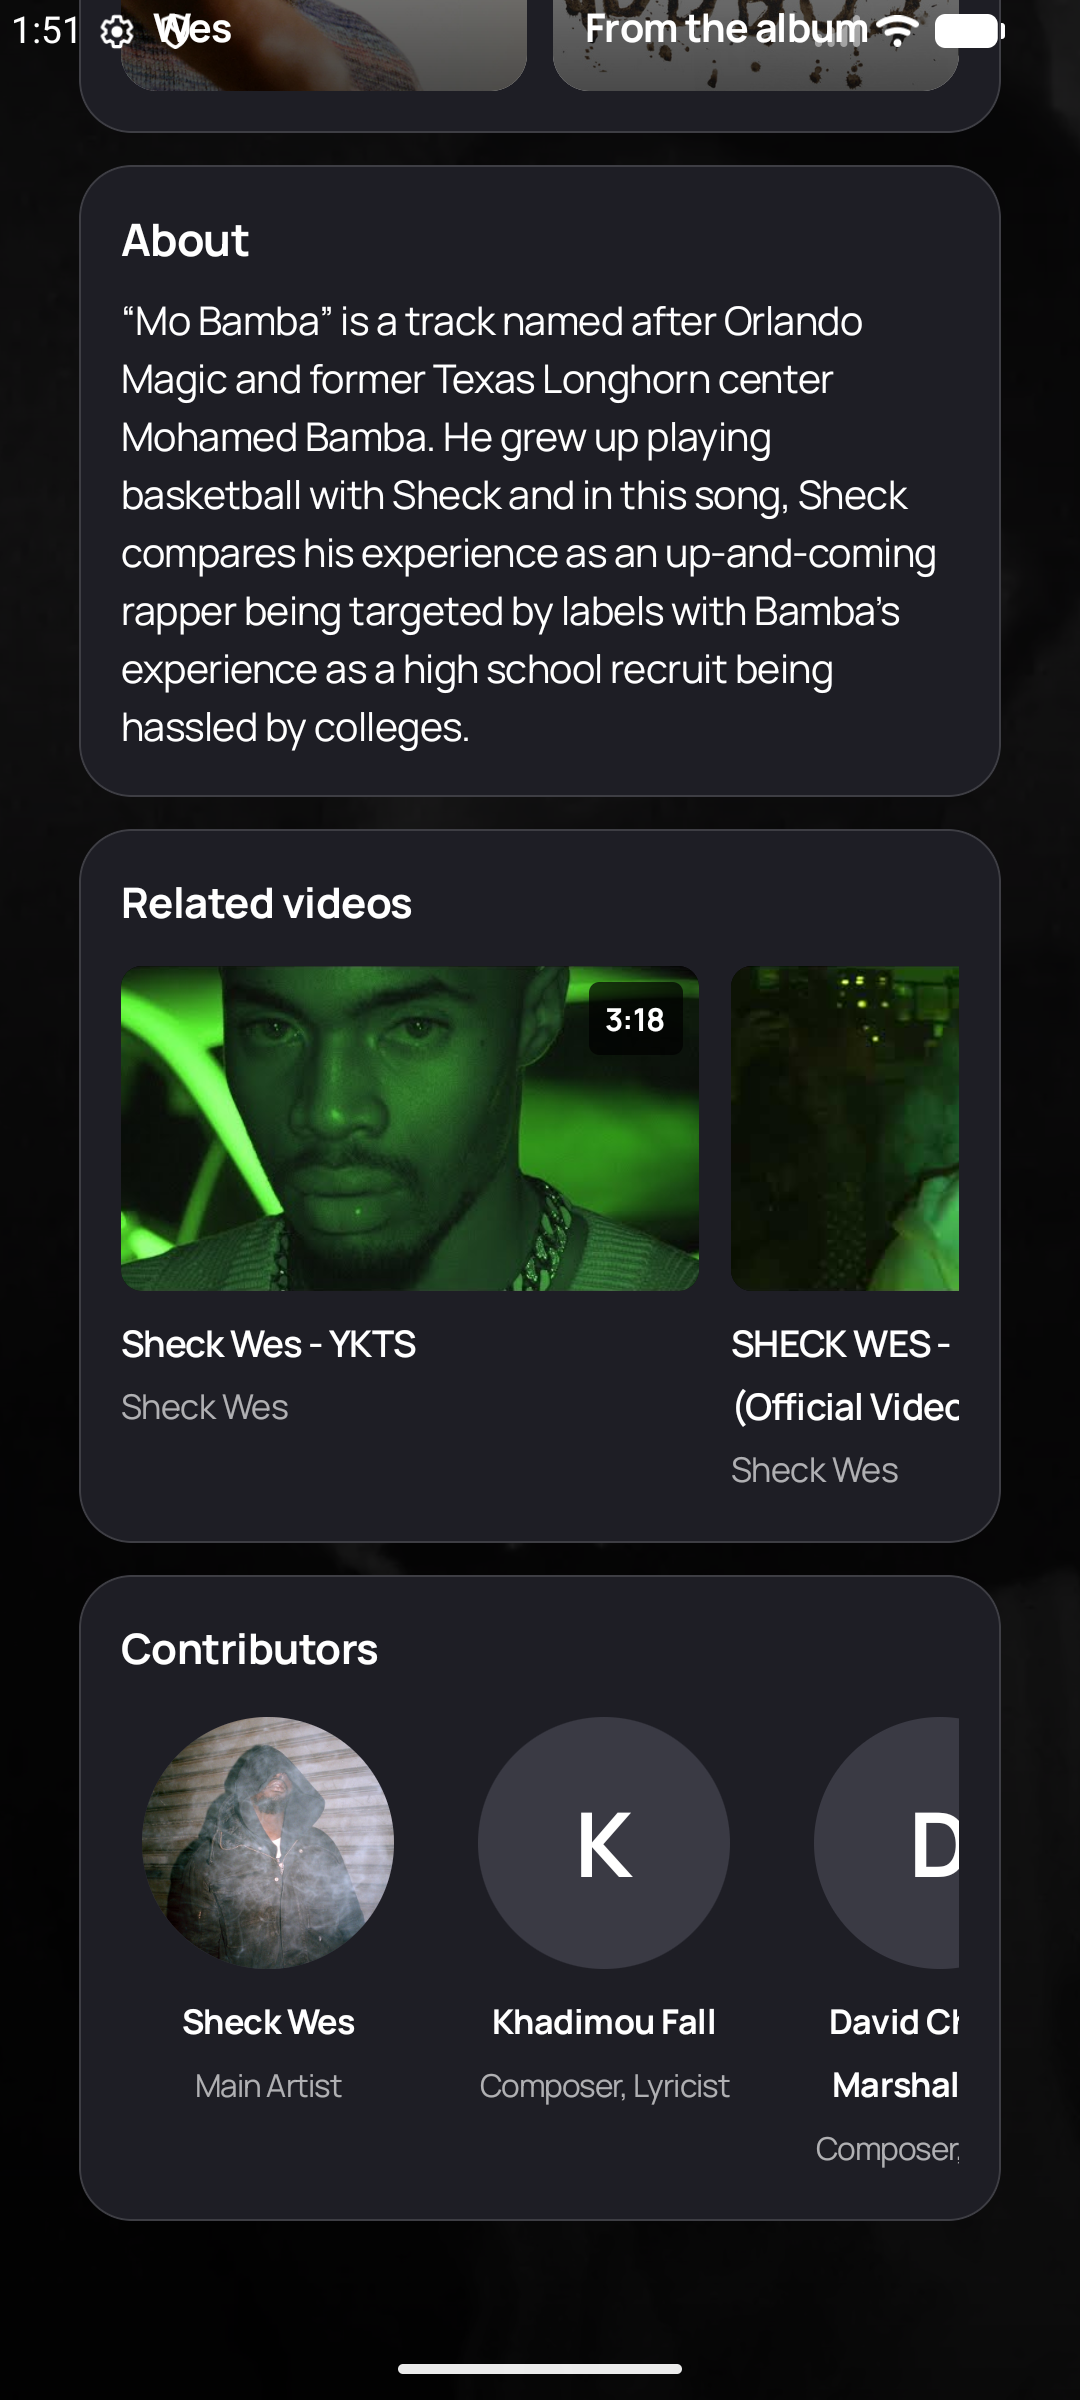 1:51
Wes
From the album
About
“Mo Bamba” is a track named after Orlando
Magic and former Texas Longhorn center
Mohamed Bamba. He grew up playing
basketball with Sheck and in this song, Sheck
compares his experience as an up-and-coming
rapper being targeted by labels with Bamba’s
experience as a high school recruit being
hassled by colleges.
Related videos
3:18
Sheck Wes - YKTS
Sheck Wes
SHECK WES -
(Official Video
Sheck Wes
Contributors
K
D
Sheck Wes
Main Artist
Khadimou Fall
Composer, Lyricist
David Ch
Marshal
Composer,